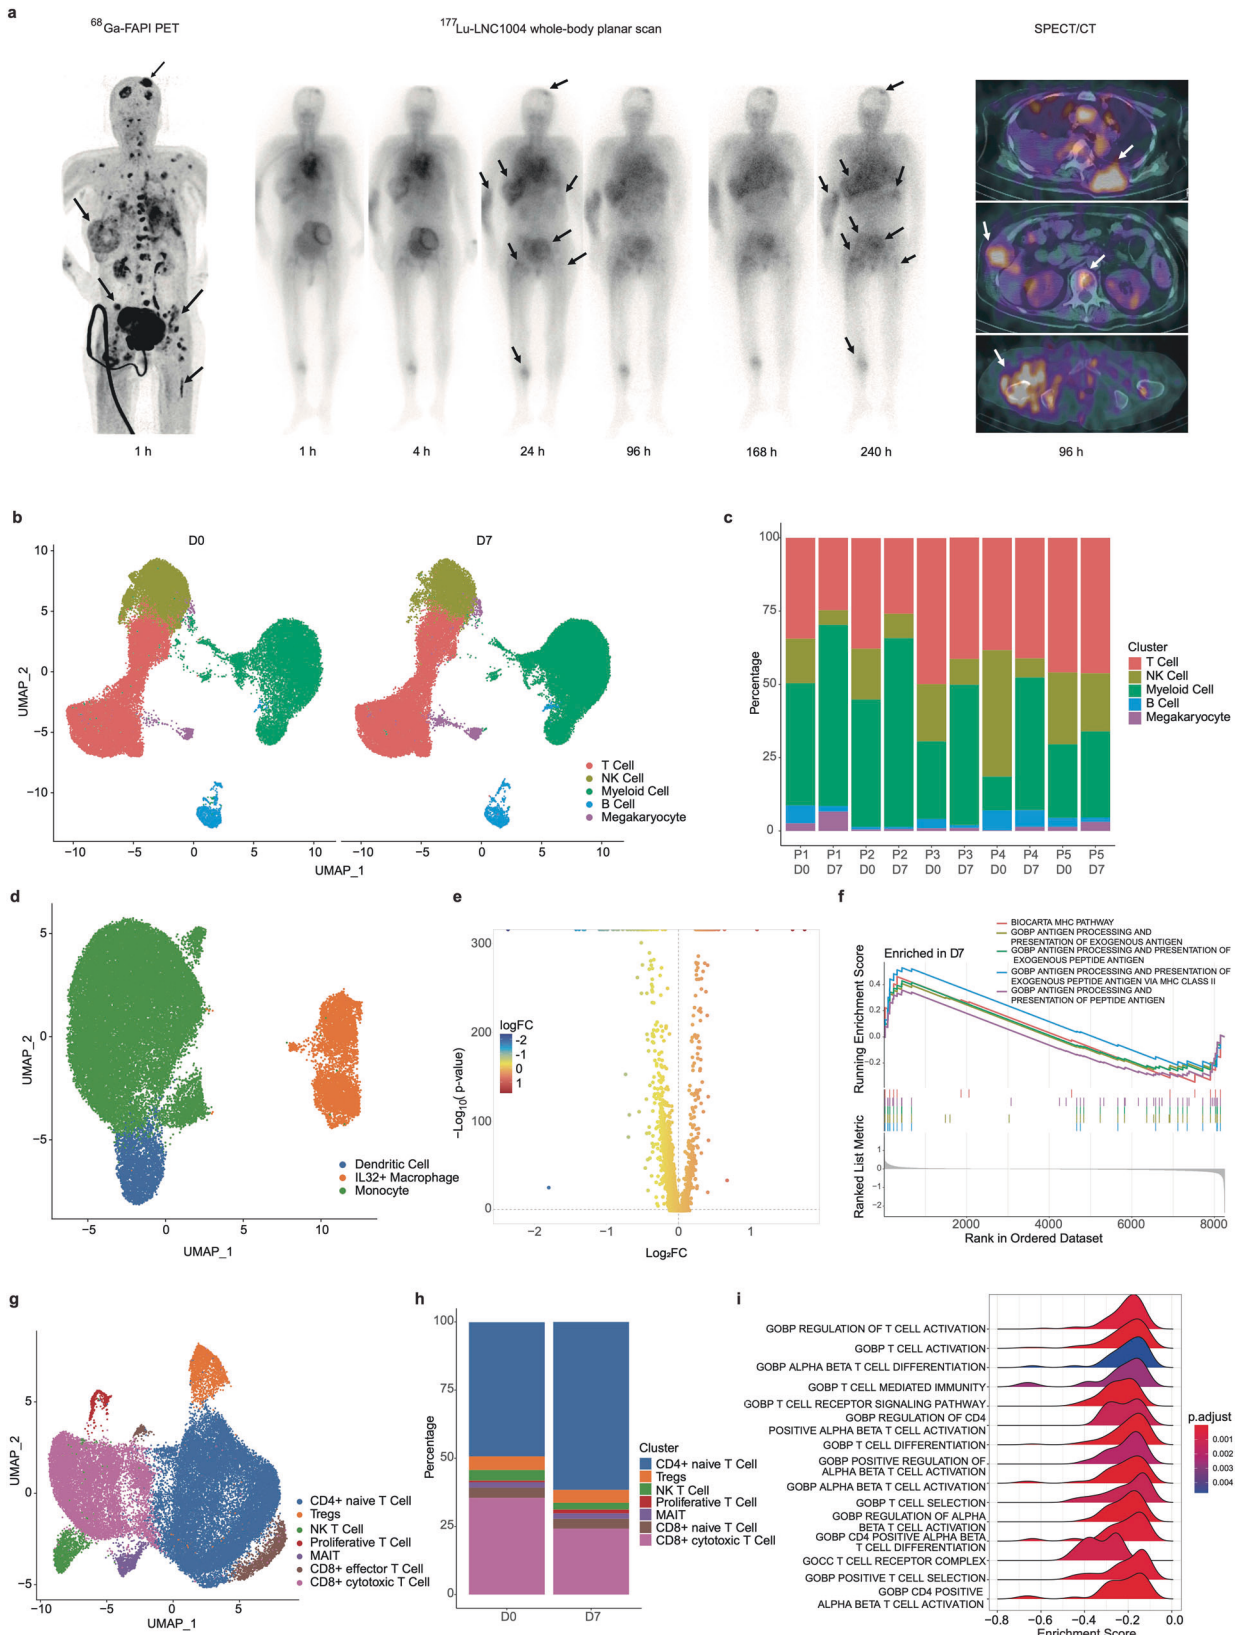 a
68Ga-FAPI PET
177Lu-LNC1004 whole-body planar scan
SPECT/CT
1 h
1 h
4 h
24 h
96 h
168 h
240 h
96 h
b
D0
D7
10
5
0
−5
−10
UMAP_2
T Cell
NK Cell
Myeloid Cell
B Cell
Megakaryocyte
−10
−5
0
5
10
−10
−5
0
5
10
UMAP_1
c
100
75
50
25
0
Percentage
Cluster
T Cell
NK Cell
Myeloid Cell
B Cell
Megakaryocyte
P1 P1 P2 P2 P3 P3 P4 P4 P5 P5
D0 D7 D0 D7 D0 D7 D0 D7 D0 D7
d
5
0
−5
UMAP_2
Dendritic Cell
IL32+ Macrophage
Monocyte
−5
0
5
10
UMAP_1
e
300
200
100
0
−Log10( p-value)
logFC
-2
-1
0
1
−2
−1
0
1
Log2FC
f
BIOCARTA MHC PATHWAY
GOBP ANTIGEN PROCESSING AND
PRESENTATION OF EXOGENOUS ANTIGEN
GOBP ANTIGEN PROCESSING AND PRESENTATION OF
EXOGENOUS PEPTIDE ANTIGEN
GOBP ANTIGEN PROCESSING AND PRESENTATION OF
EXOGENOUS PEPTIDE ANTIGEN VIA MHC CLASS II
GOBP ANTIGEN PROCESSING AND
PRESENTATION OF PEPTIDE ANTIGEN
Enriched in D7
Running Enrichment Score
0.4
0.2
0.0
−0.2
Ranked List Metric
1
0
−1
−2
2000
4000
6000
8000
Rank in Ordered Dataset
g
5
0
−5
UMAP_2
CD4+ naive T Cell
Tregs
NK T Cell
Proliferative T Cell
MAIT
CD8+ effector T Cell
CD8+ cytotoxic T Cell
−10
−5
0
5
UMAP_1
h
100
75
50
25
0
Percentage
D0
D7
Cluster
CD4+ naive T Cell
Tregs
NK T Cell
Proliferative T Cell
MAIT
CD8+ naive T Cell
CD8+ cytotoxic T Cell
i
GOBP REGULATION OF T CELL ACTIVATION
GOBP T CELL ACTIVATION
GOBP ALPHA BETA T CELL DIFFERENTIATION
GOBP T CELL MEDIATED IMMUNITY
GOBP T CELL RECEPTOR SIGNALING PATHWAY
GOBP REGULATION OF CD4
POSITIVE ALPHA BETA T CELL ACTIVATION
GOBP T CELL DIFFERENTIATION
GOBP POSITIVE REGULATION OF
ALPHA BETA T CELL ACTIVATION
GOBP ALPHA BETA T CELL ACTIVATION
GOBP T CELL SELECTION
GOBP REGULATION OF ALPHA
BETA T CELL ACTIVATION
GOBP CD4 POSITIVE ALPHA BETA
T CELL DIFFERENTIATION
GOCC T CELL RECEPTOR COMPLEX
GOBP POSITIVE T CELL SELECTION
GOBP CD4 POSITIVE
ALPHA BETA T CELL ACTIVATION
p.adjust
0.001
0.002
0.003
0.004
−0.8
−0.6
−0.4
−0.2
0.0
Enrichment Score